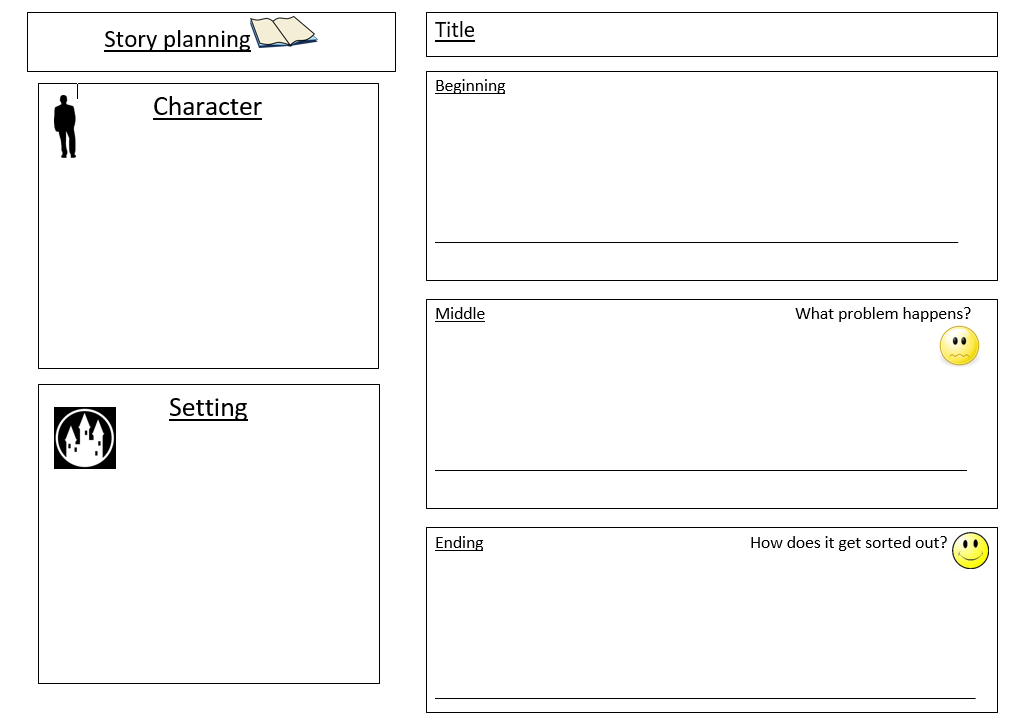 Story planning
Character
Setting
Title
Beginning
Middle
What problem happens?
Ending
How does it get sorted out?